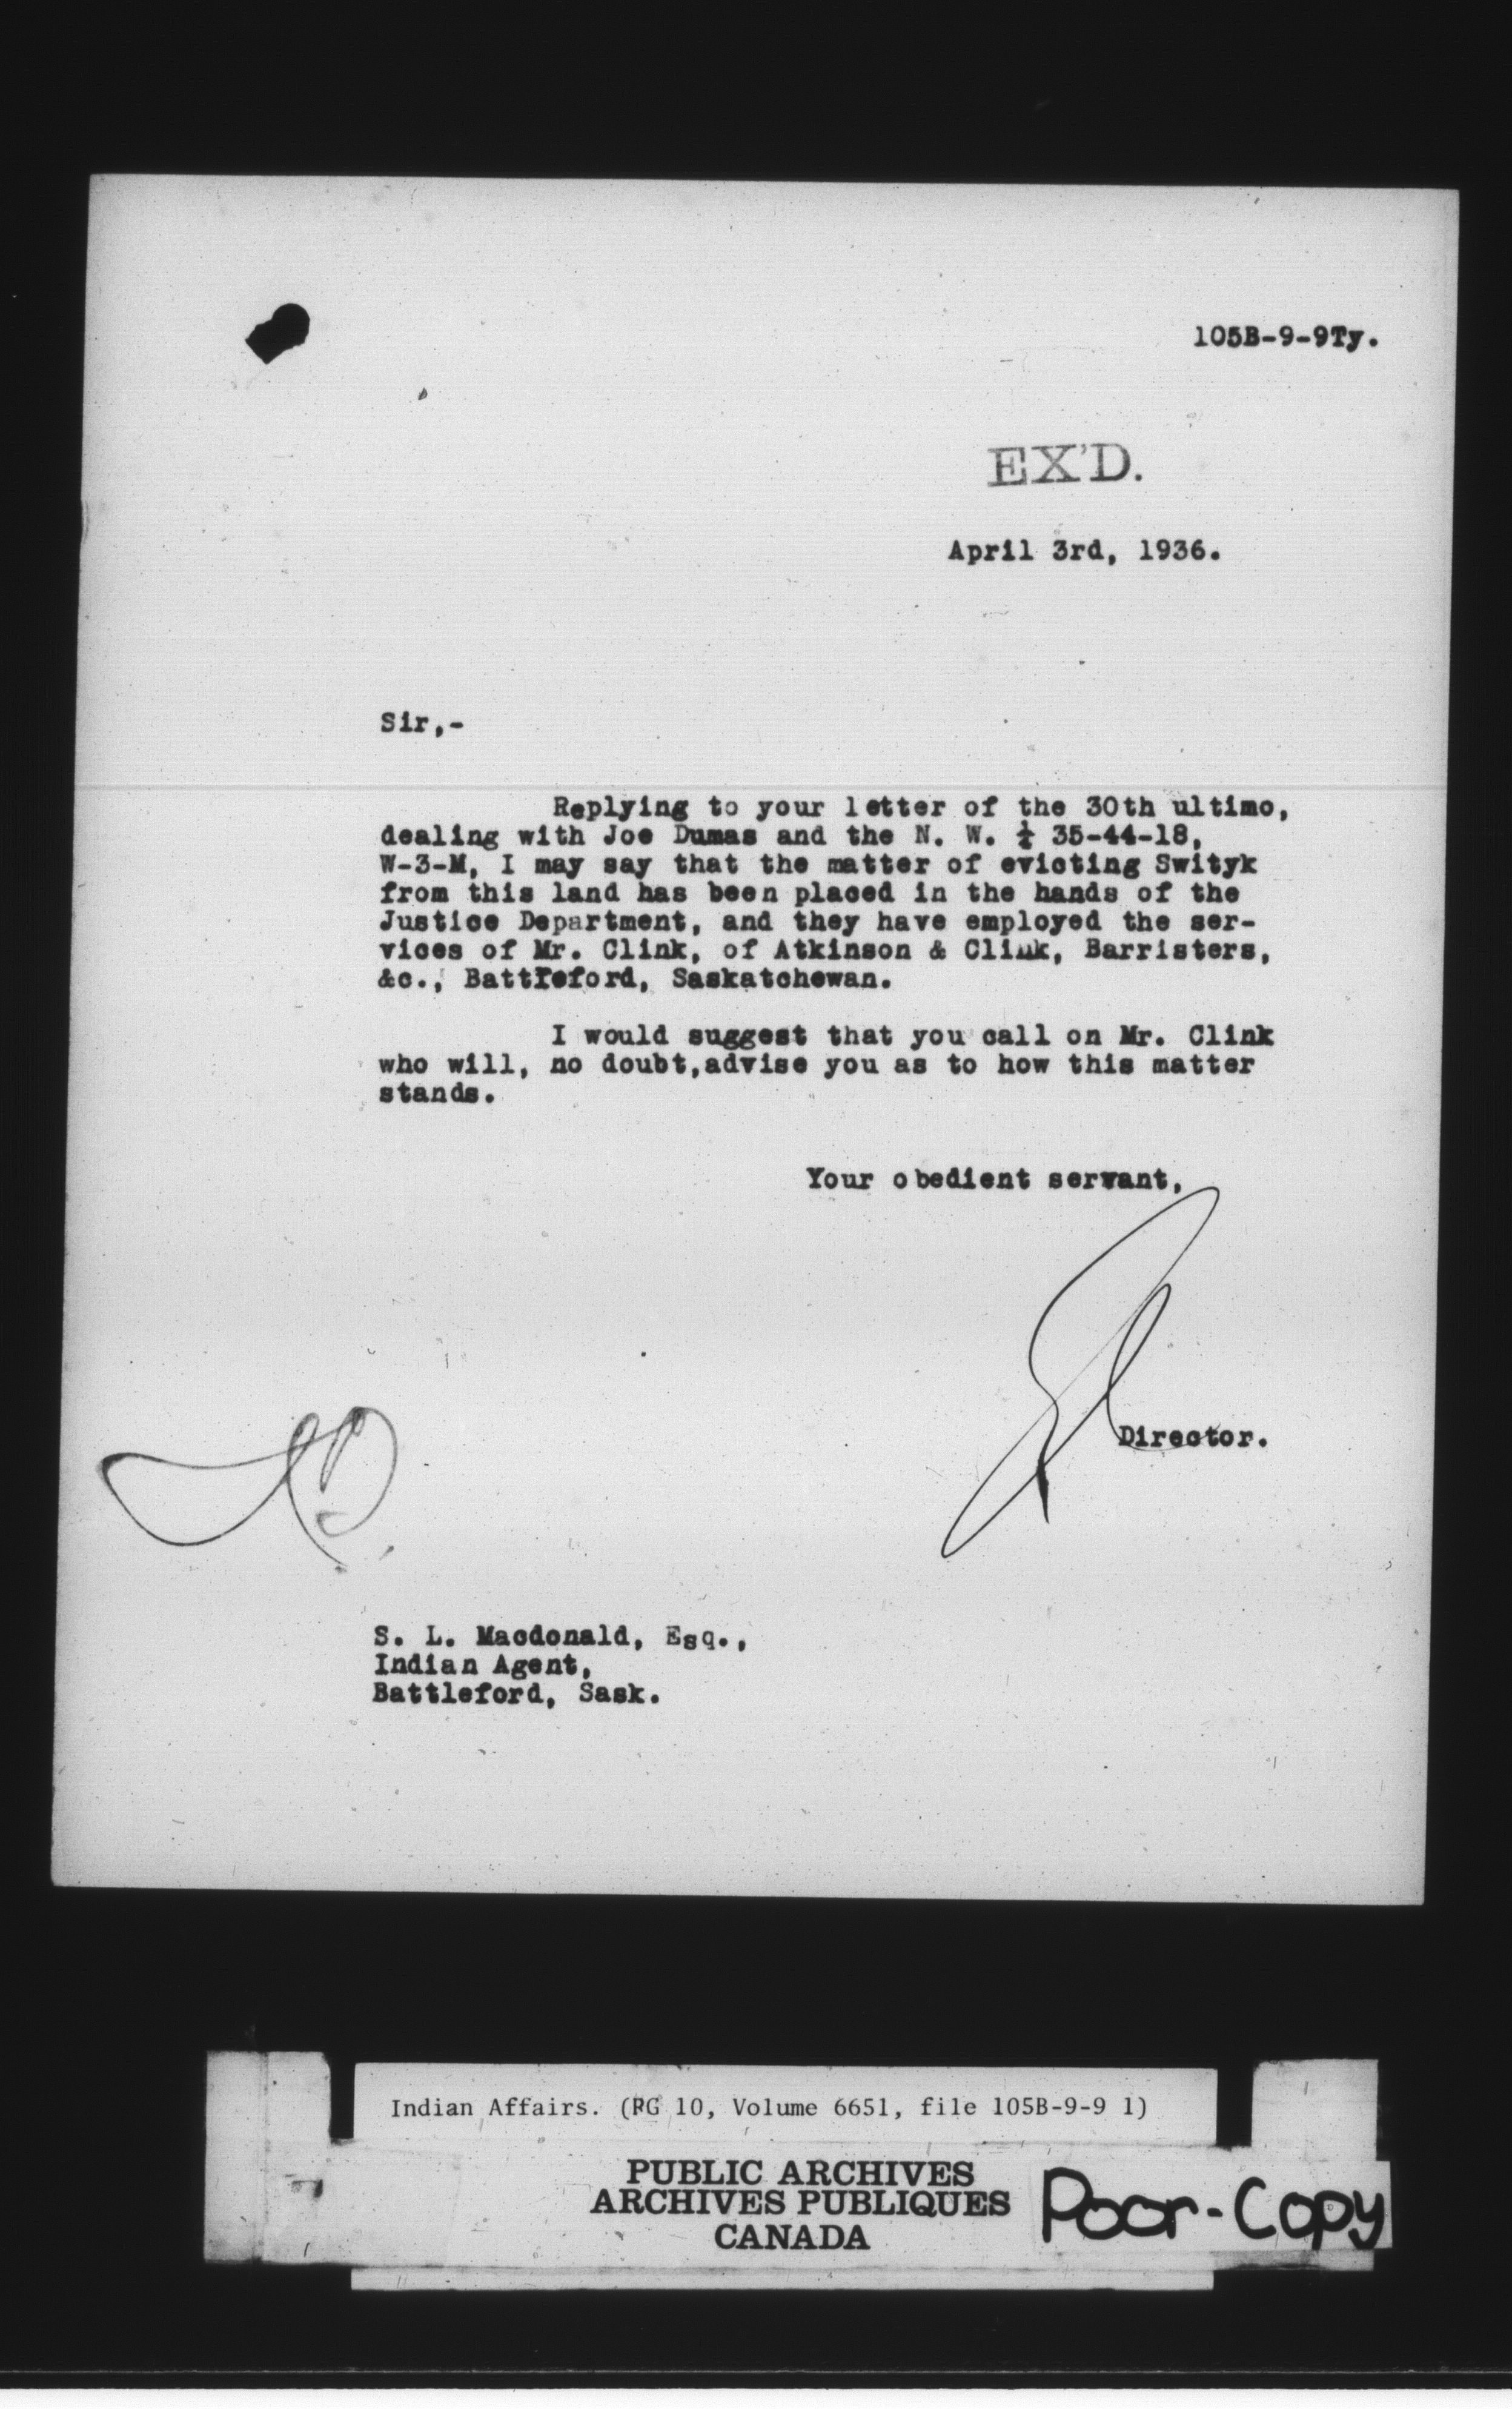 105B-9-9Ty.
EX'D.
April 3rd, 1936.
Sir,-
Replying to your letter of the 30th ultimo,
dealing with Joe Dumas and the N. W. ¼ 35-44-18,
W-3-M, I may say that the matter of evicting Swityk
from this land has been placed in the hands of the
Justice Department, and they have employed the ser-
vices of Mr. Clink, of Atkinson & Clink, Barristers,
&c., Battleford, Saskatchewan.
I would suggest that you call on Mr. Clink
who will, no doubt,advise you as to how this matter
stands.
Your obedient servant,
Director.
S. L. Macdonald, Esq.,
Indian Agent,
Battleford, Sask.
Indian Affairs. (RG 10, Volume 6651, file 105B-9-9 1)
PUBLIC ARCHIVES
ARCHIVES PUBLIQUES
CANADA
Poor-Copy